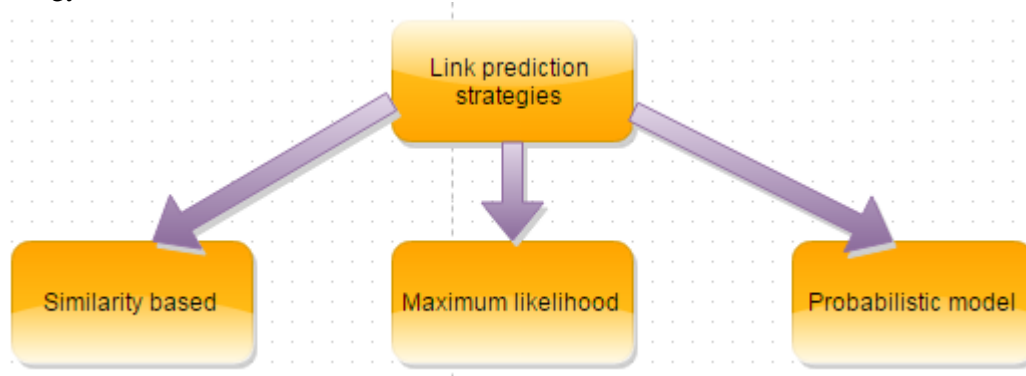 Link prediction
strategies
Similarity based
Maximum likelihood
Probabilistic model